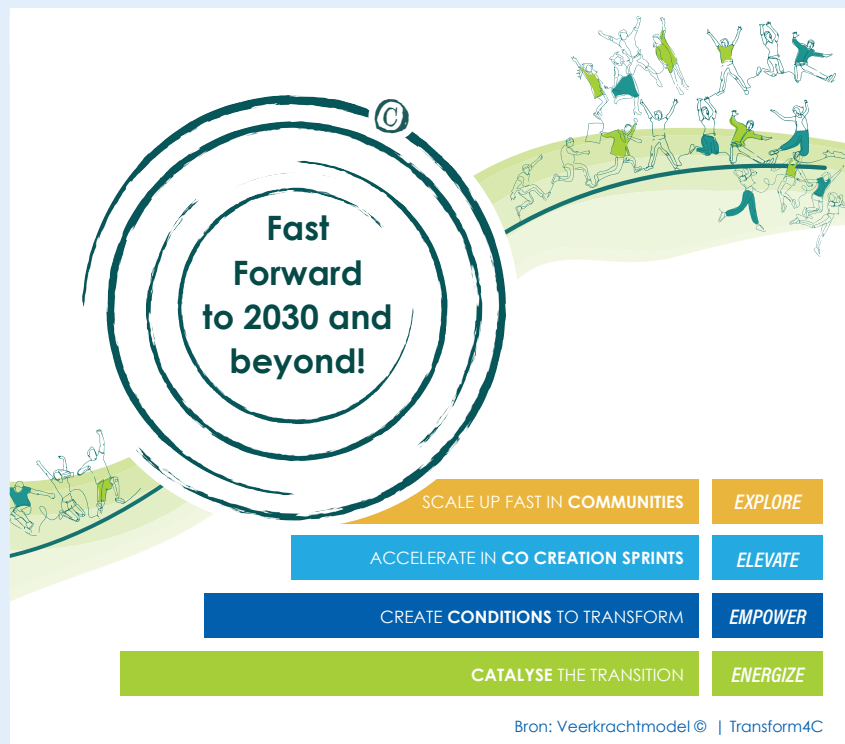 ©
Fast
Forward
to 2030 and
beyond!
SCALE UP FAST IN COMMUNITIES EXPLORE
ACCELERATE IN CO CREATION SPRINTS ELEVATE
CREATE CONDITIONS TO TRANSFORM EMPOWER
CATALYSE THE TRANSITION ENERGIZE
Bron: Veerkrachtmodel © | Transform4C